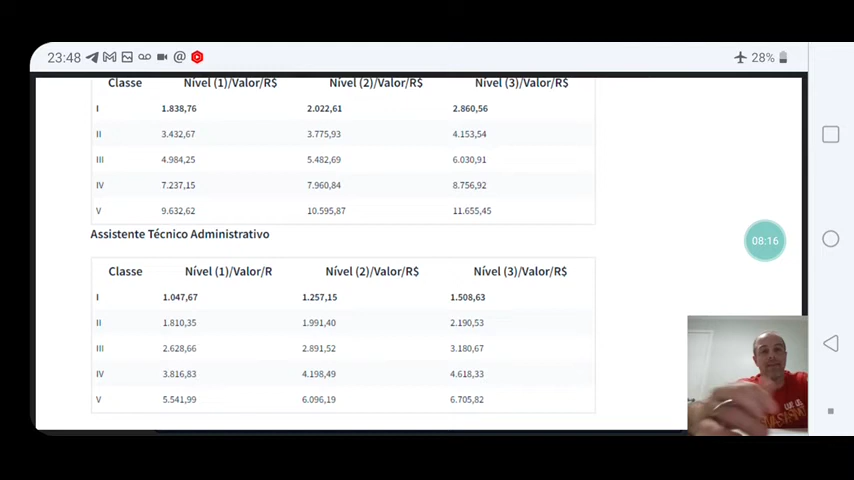 23:48
28%
Classe Nível (1)/Valor/R$ Nível (2)/Valor/R$ Nível (3)/Valor/R$
I 1.838,76 2.022,61 2.860,56
II 3.432,67 3.775,93 4.153,54
III 4.984,25 5.482,69 6.030,91
IV 7.237,15 7.960,84 8.756,92
V 9.632,62 10.595,87 11.655,45
Assistente Técnico Administrativo
Classe Nível (1)/Valor/R Nível (2)/Valor/R$ Nível (3)/Valor/R$
I 1.047,67 1.257,15 1.508,63
II 1.810,35 1.991,40 2.190,53
III 2.628,66 2.891,52 3.180,67
IV 3.816,83 4.198,49 4.618,33
V 5.541,99 6.096,19 6.705,82
08:16